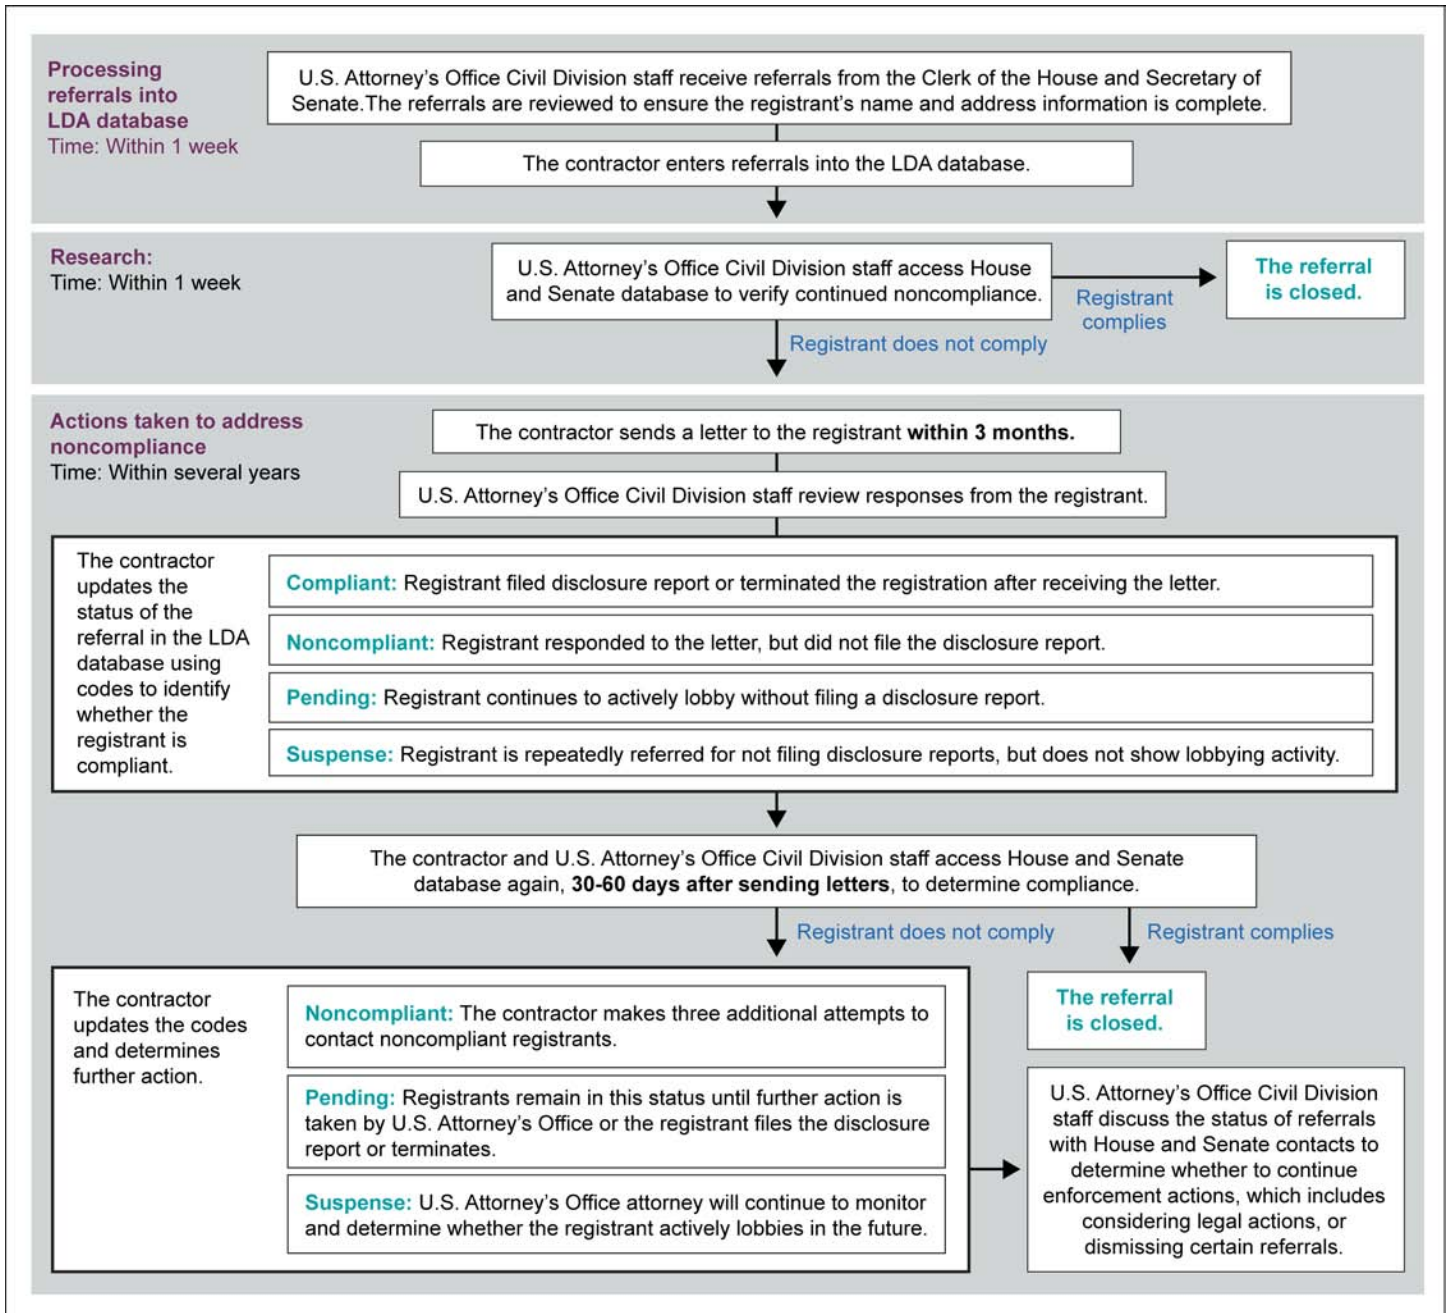 Processing
referrals into
LDA database
Time: Within 1 week
U.S. Attorney's Office Civil Division staff receive referrals from the Clerk of the House and Secretary of
Senate.The referrals are reviewed to ensure the registrant's name and address information is complete.
The contractor enters referrals into the LDA database.
Research:
Time: Within 1 week
U.S. Attorney's Office Civil Division staff access House
and Senate database to verify continued noncompliance.
Registrant
complies
The referral
is closed.
Registrant does not comply
Actions taken to address
noncompliance
Time: Within several years
The contractor sends a letter to the registrant within 3 months.
U.S. Attorney's Office Civil Division staff review responses from the registrant.
The contractor
updates the
status of the
referral in the LDA
database using
codes to identify
whether the
registrant is
compliant.
Compliant: Registrant filed disclosure report or terminated the registration after receiving the letter.
Noncompliant: Registrant responded to the letter, but did not file the disclosure report.
Pending: Registrant continues to actively lobby without filing a disclosure report.
Suspense: Registrant is repeatedly referred for not filing disclosure reports, but does not show lobbying activity.
The contractor and U.S. Attorney's Office Civil Division staff access House and Senate
database again, 30-60 days after sending letters, to determine compliance.
Registrant does not comply
Registrant complies
The contractor
updates the codes
and determines
further action.
Noncompliant: The contractor makes three additional attempts to
contact noncompliant registrants.
Pending: Registrants remain in this status until further action is
taken by U.S. Attorney's Office or the registrant files the disclosure
report or terminates.
Suspense: U.S. Attorney's Office attorney will continue to monitor
and determine whether the registrant actively lobbies in the future.
The referral
is closed.
U.S. Attorney's Office Civil Division
staff discuss the status of referrals
with House and Senate contacts to
determine whether to continue
enforcement actions, which includes
considering legal actions, or
dismissing certain referrals.